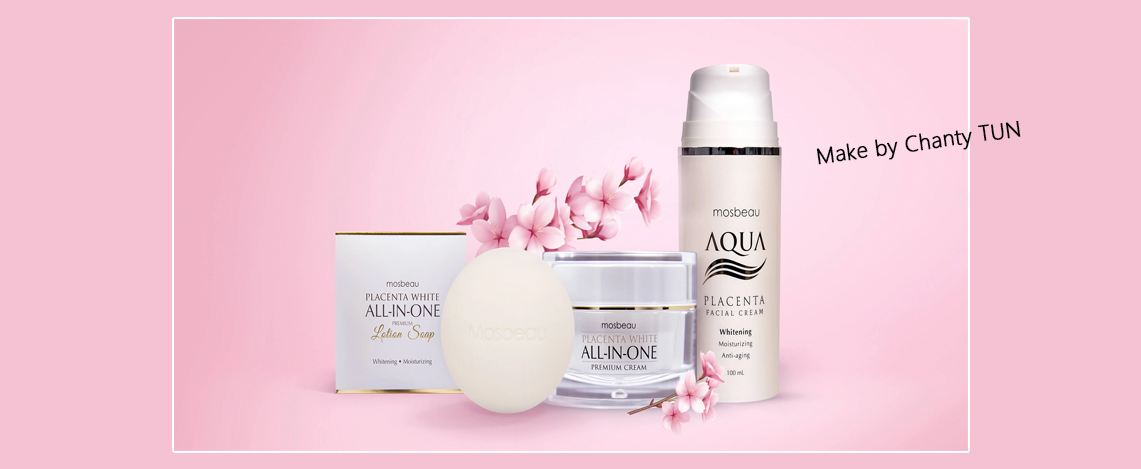 Make by Chanty TUN
mosbeau
PLACENTA WHITE
ALL-IN-ONE
PREMIUM
Lotion Soap
Whitening • Moisturizing
Mosbeau
mosbeau
PLACENTA WHITE
ALL-IN-ONE
PREMIUM CREAM
mosbeau
AQUA
PLACENTA
FACIAL CREAM
Whitening
Moisturizing
Anti-aging
100 mL